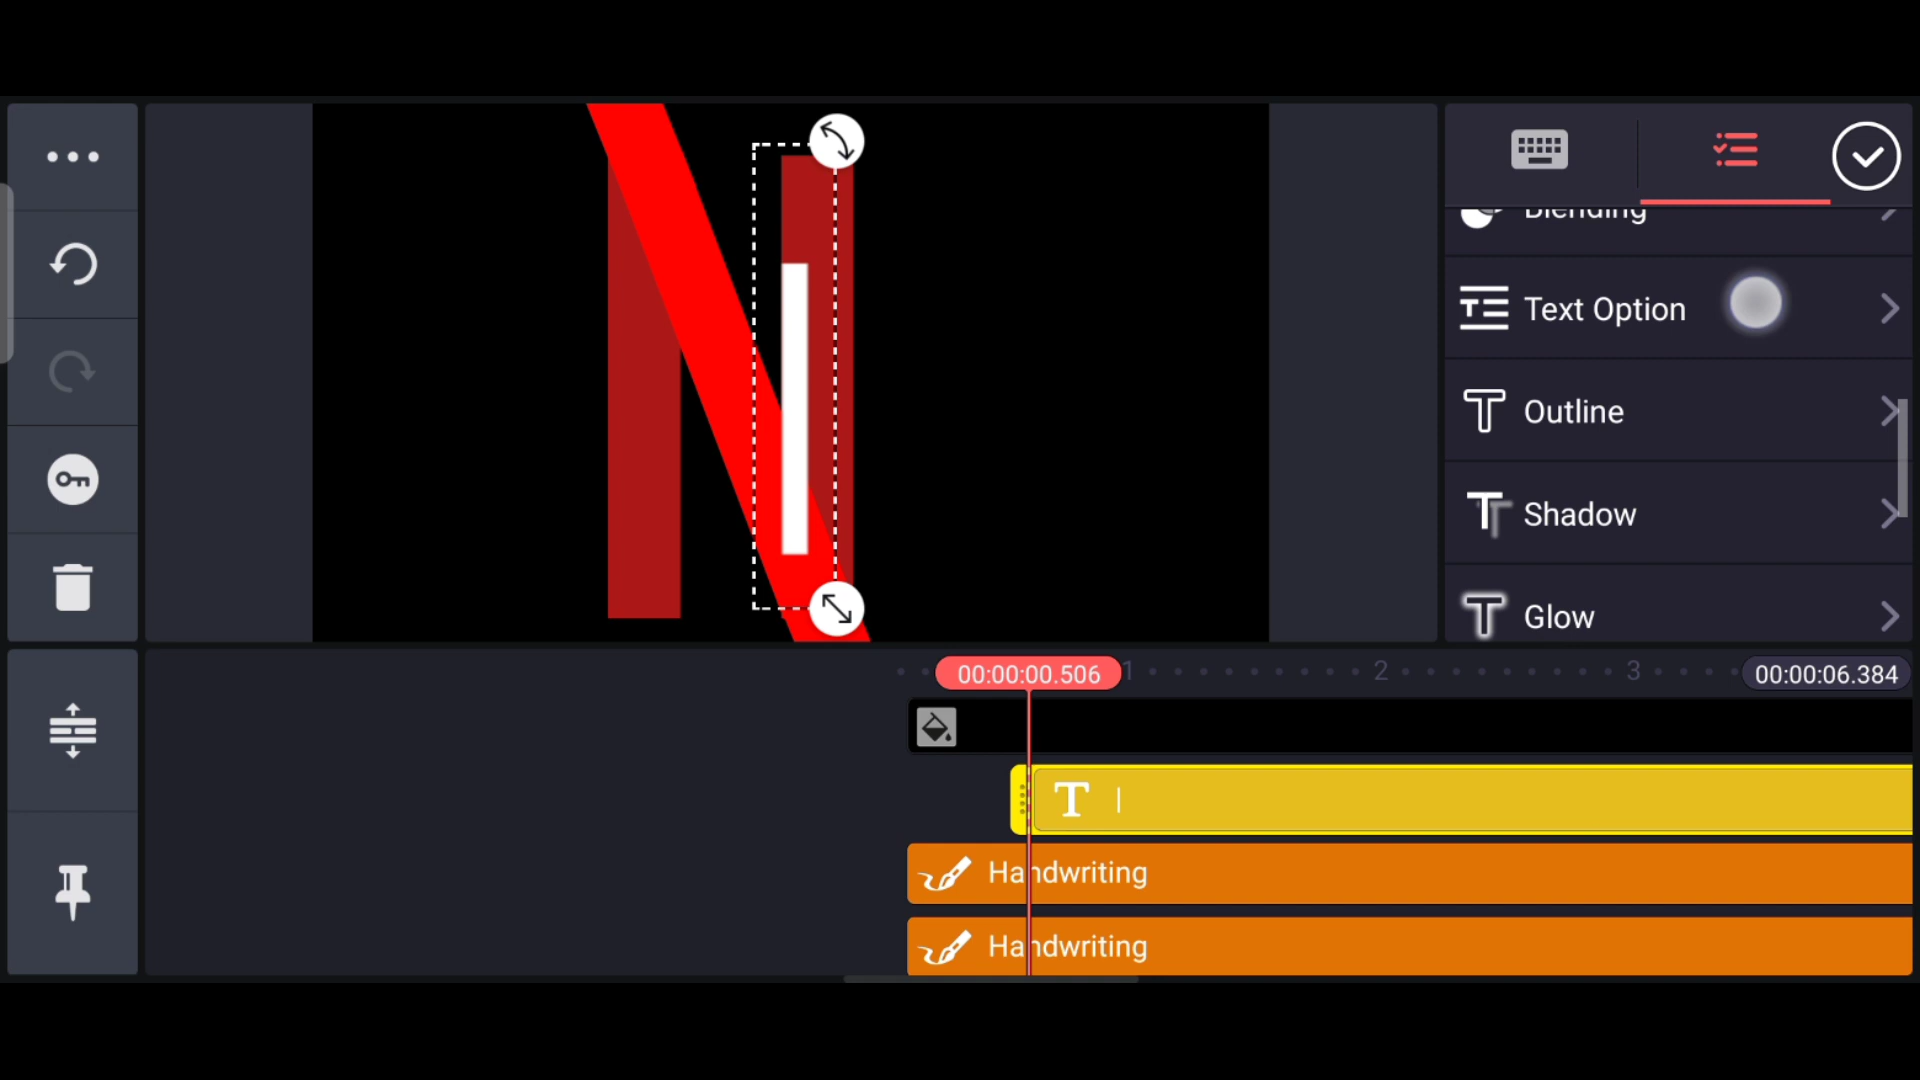 Blending
Text Option
Outline
Shadow
Glow
00:00:00.506
1
2
3
00:00:06.384
T |
Handwriting
Handwriting